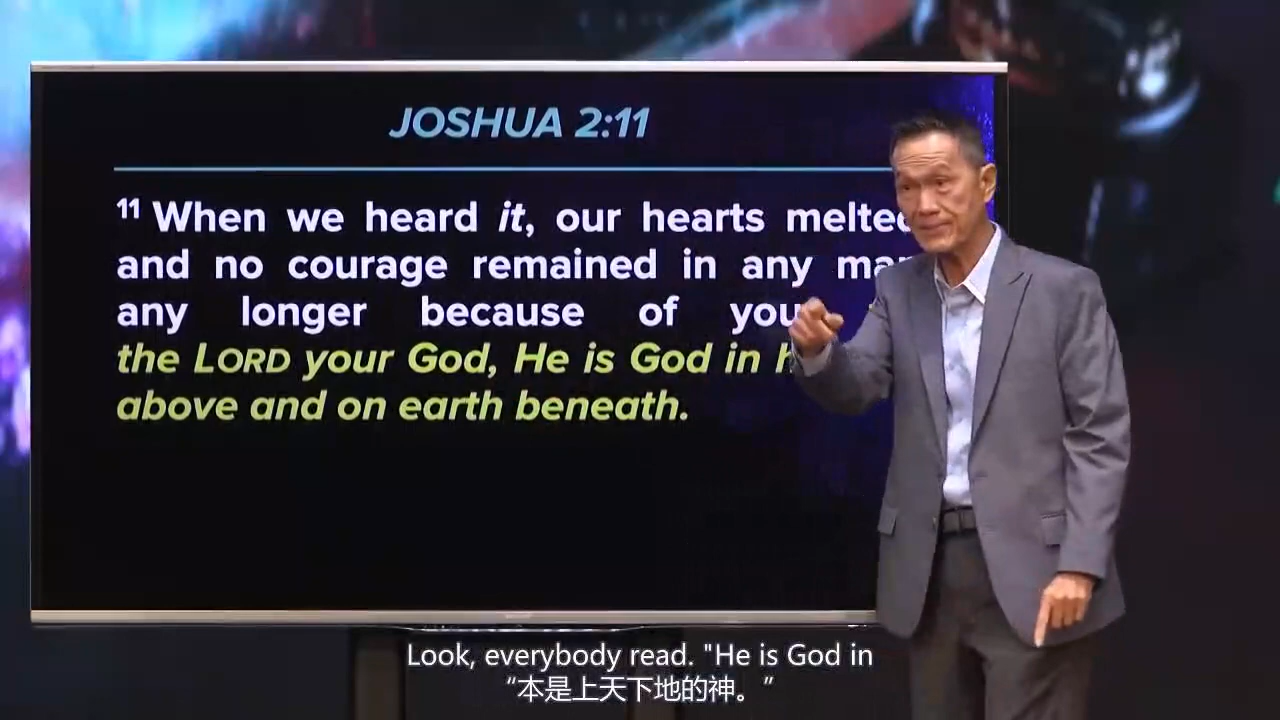 JOSHUA 2:11
11 When we heard it, our hearts
and no courage remained in any
any longer because of
the LORD your God, He is God in
above and on earth beneath.
Look, everybody read. "He is God in
“本是上天下地的神。”